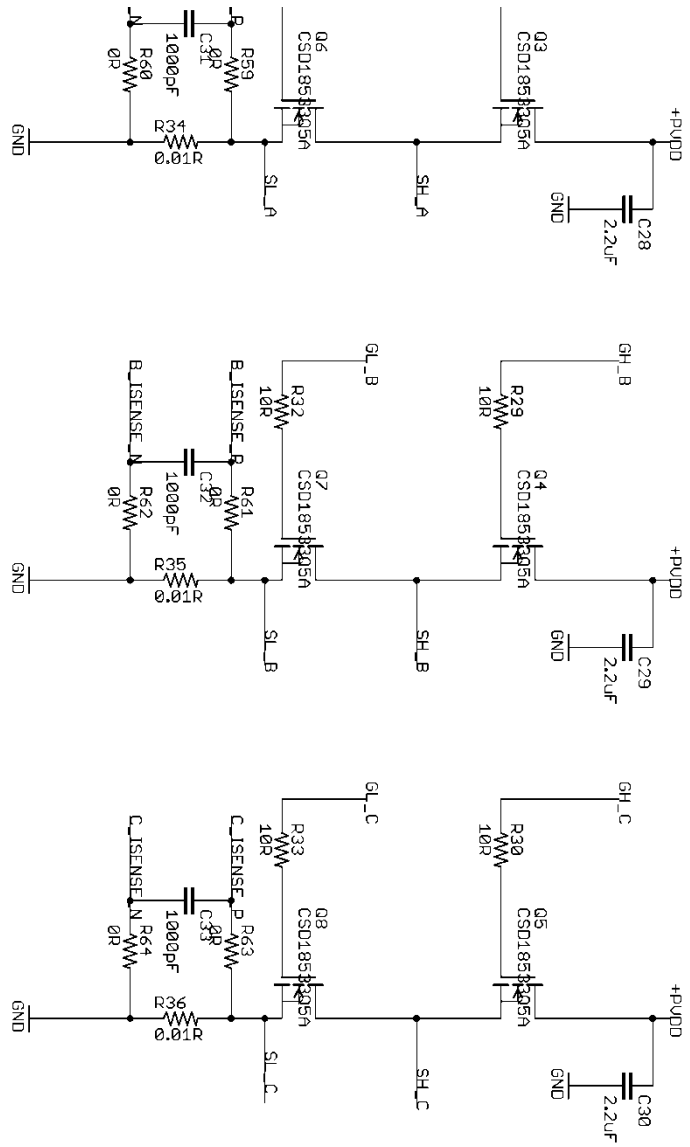 P
N
C31
1000pF
R59
0R
R60
0R
R34
0.01R
GND
Q6
CSD18533Q5A
Q3
CSD18533Q5A
SL_A
SH_A
+PVDD
C28
2.2uF
GND
GL_B
GH_B
R32
10R
R29
10R
B_ISENSE_N
B_ISENSE_P
C32
1000pF
R61
0R
R62
0R
R35
0.01R
GND
Q7
CSD18533Q5A
Q4
CSD18533Q5A
SL_B
SH_B
+PVDD
C29
2.2uF
GND
GL_C
GH_C
R33
10R
R30
10R
C_ISENSE_N
C_ISENSE_P
C33
1000pF
R63
0R
R64
0R
R36
0.01R
GND
Q8
CSD18533Q5A
Q5
CSD18533Q5A
SL_C
SH_C
+PVDD
C30
2.2uF
GND